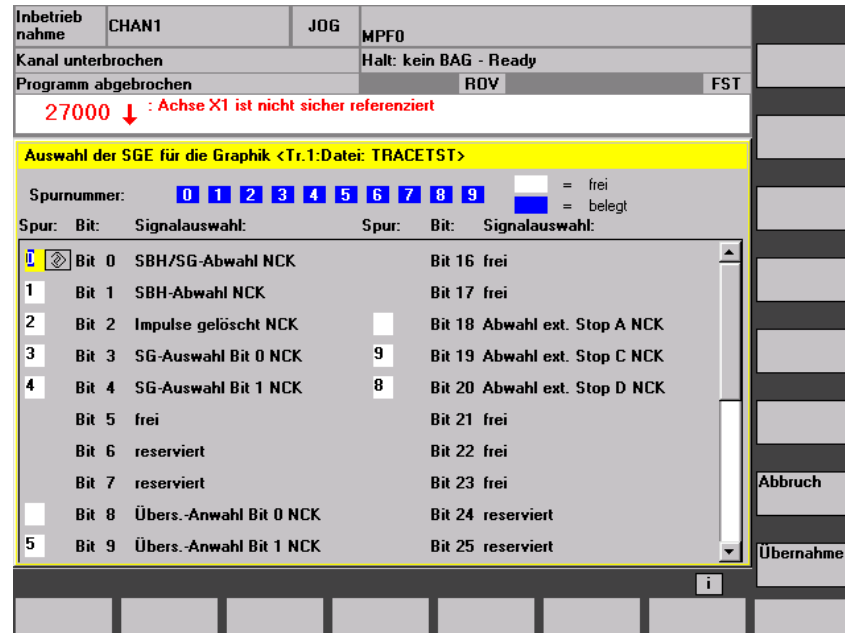 Inbetrieb
nahme
CHAN1
JOG
MPF0
Kanal unterbrochen
Halt: kein BAG - Ready
Programm abgebrochen
ROV
FST
27000 ↓ : Achse X1 ist nicht sicher referenziert
Auswahl der SGE für die Graphik <Tr.1:Datei: TRACETST>
Spurnummer: 0 1 2 3 4 5 6 7 8 9
= frei
= belegt
Spur: Bit: Signalauswahl: Spur: Bit: Signalauswahl:
0 Bit 0 SBH/SG-Abwahl NCK Bit 16 frei
1 Bit 1 SBH-Abwahl NCK Bit 17 frei
2 Bit 2 Impulse gelöscht NCK Bit 18 Abwahl ext. Stop A NCK
3 Bit 3 SG-Auswahl Bit 0 NCK 9 Bit 19 Abwahl ext. Stop C NCK
4 Bit 4 SG-Auswahl Bit 1 NCK 8 Bit 20 Abwahl ext. Stop D NCK
Bit 5 frei Bit 21 frei
Bit 6 reserviert Bit 22 frei
Bit 7 reserviert Bit 23 frei
Bit 8 Übers.-Anwahl Bit 0 NCK Bit 24 reserviert
5 Bit 9 Übers.-Anwahl Bit 1 NCK Bit 25 reserviert
Abbruch
Übernahme
i